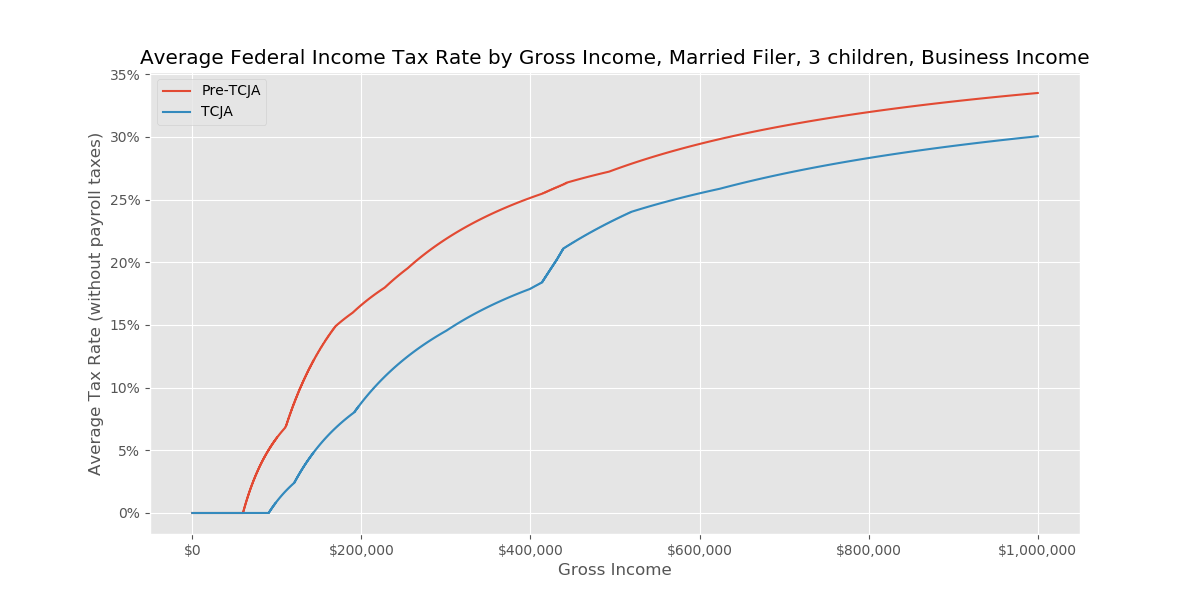 Average Federal Income Tax Rate by Gross Income, Married Filer, 3 children, Business Income
Pre-TCJA
TCJA
Average Tax Rate (without payroll taxes)
35%
30%
25%
20%
15%
10%
5%
0%
$0
$200,000
$400,000
$600,000
$800,000
$1,000,000
Gross Income